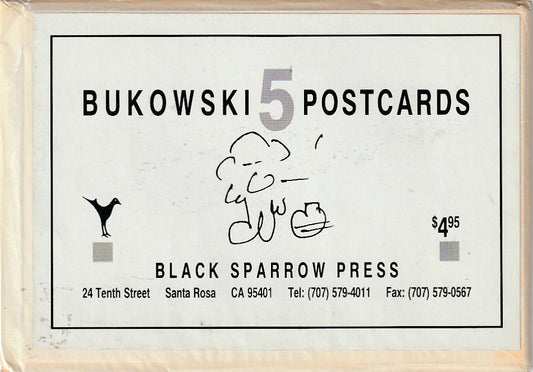 BUKOWSKI 5 POSTCARDS
$4.95
BLACK SPARROW PRESS
24 Tenth Street Santa Rosa CA 95401 Tel: (707) 579-4011 Fax: (707) 579-0567